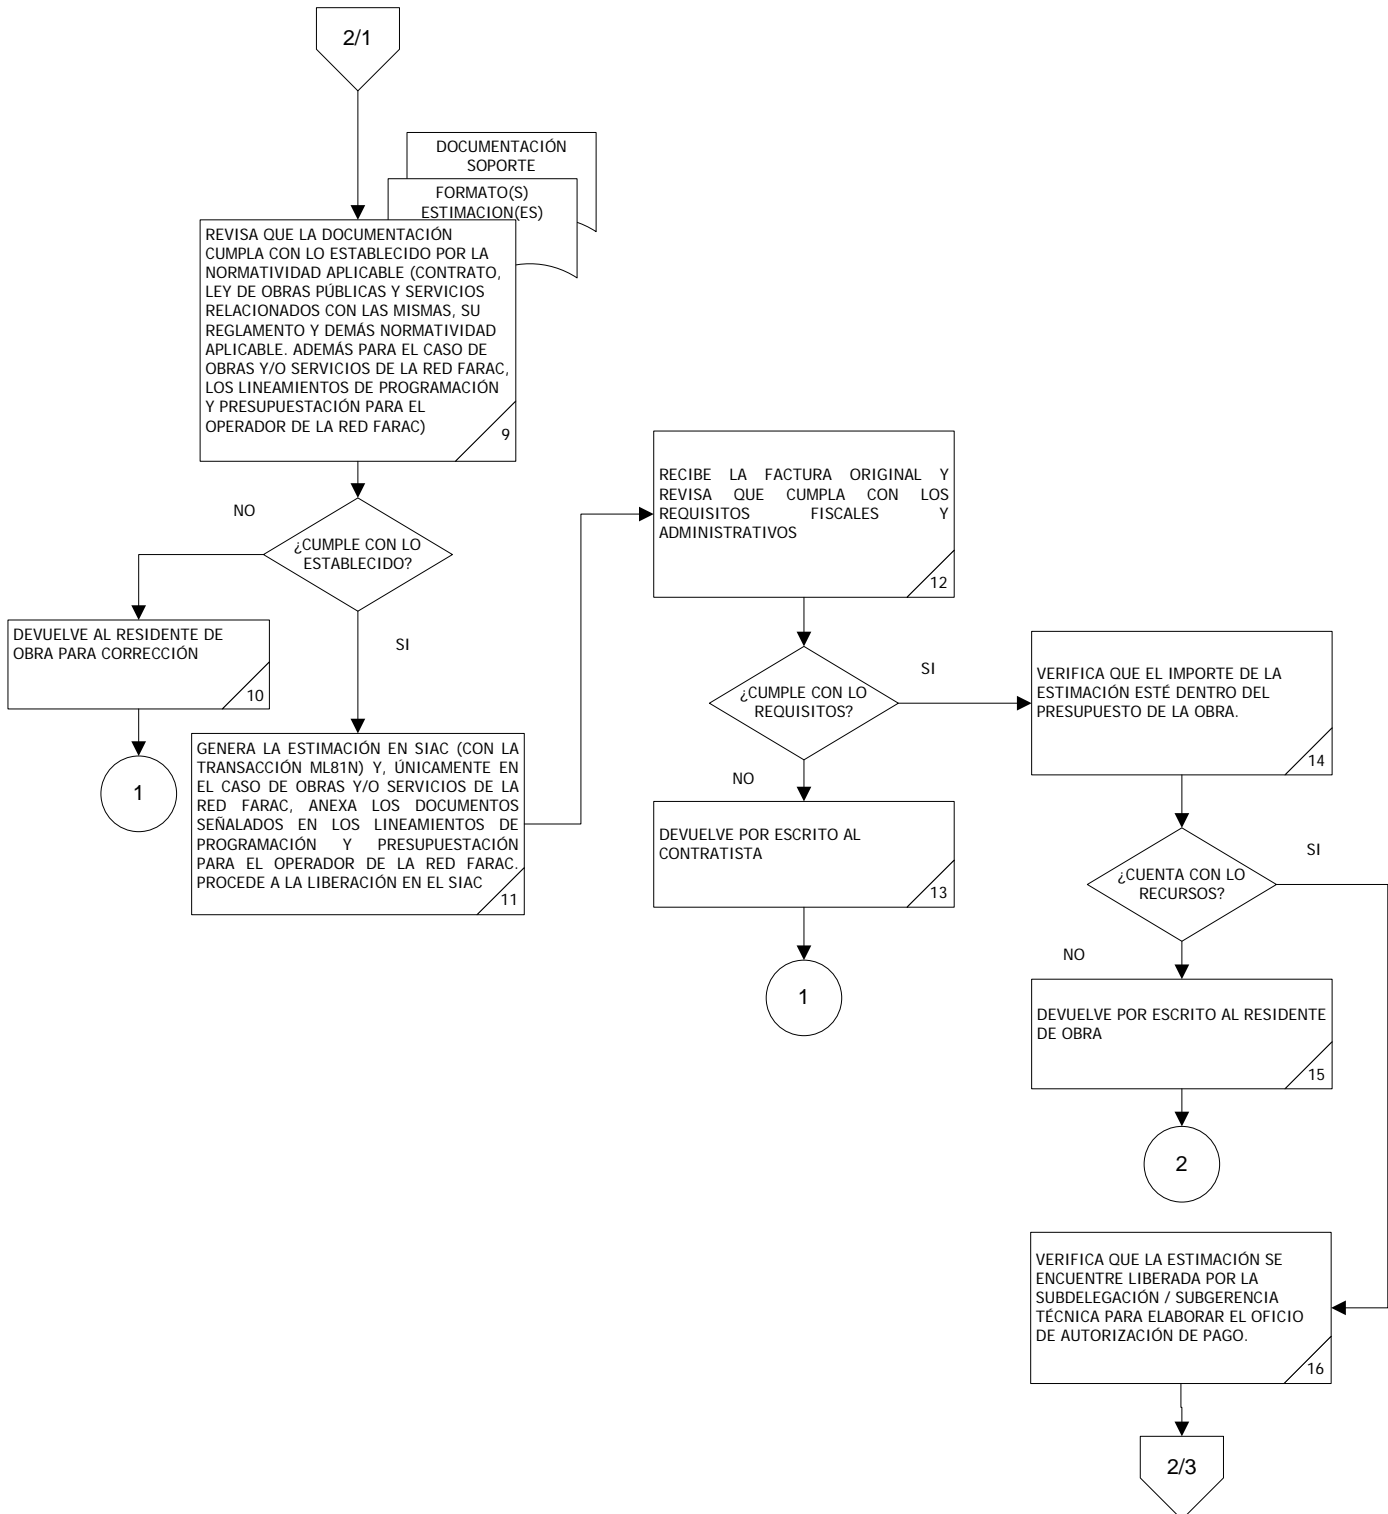 2/1
DOCUMENTACIÓN
SOPORTE
FORMATO(S)
ESTIMACION(ES)
REVISA QUE LA DOCUMENTACIÓN
CUMPLA CON LO ESTABLECIDO POR LA
NORMATIVIDAD APLICABLE (CONTRATO,
LEY DE OBRAS PÚBLICAS Y SERVICIOS
RELACIONADOS CON LAS MISMAS, SU
REGLAMENTO Y DEMÁS NORMATIVIDAD
APLICABLE. ADEMÁS PARA EL CASO DE
OBRAS Y/O SERVICIOS DE LA RED FARAC,
LOS LINEAMIENTOS DE PROGRAMACIÓN
Y PRESUPUESTACIÓN PARA EL
OPERADOR DE LA RED FARAC)
9
NO
¿CUMPLE CON LO
ESTABLECIDO?
SI
DEVUELVE AL RESIDENTE DE
OBRA PARA CORRECCIÓN
10
1
GENERA LA ESTIMACIÓN EN SIAC (CON LA
TRANSACCIÓN ML81N) Y, ÚNICAMENTE EN
EL CASO DE OBRAS Y/O SERVICIOS DE LA
RED FARAC, ANEXA LOS DOCUMENTOS
SEÑALADOS EN LOS LINEAMIENTOS DE
PROGRAMACIÓN Y PRESUPUESTACIÓN
PARA EL OPERADOR DE LA RED FARAC.
PROCEDE A LA LIBERACIÓN EN EL SIAC
11
RECIBE LA FACTURA ORIGINAL Y
REVISA QUE CUMPLA CON LOS
REQUISITOS FISCALES Y
ADMINISTRATIVOS
12
¿CUMPLE CON LO
REQUISITOS?
SI
NO
DEVUELVE POR ESCRITO AL
CONTRATISTA
13
1
VERIFICA QUE EL IMPORTE DE LA
ESTIMACIÓN ESTÉ DENTRO DEL
PRESUPUESTO DE LA OBRA.
14
¿CUENTA CON LO
RECURSOS?
SI
NO
DEVUELVE POR ESCRITO AL RESIDENTE
DE OBRA
15
2
VERIFICA QUE LA ESTIMACIÓN SE
ENCUENTRE LIBERADA POR LA
SUBDELEGACIÓN / SUBGERENCIA
TÉCNICA PARA ELABORAR EL OFICIO
DE AUTORIZACIÓN DE PAGO.
16
2/3